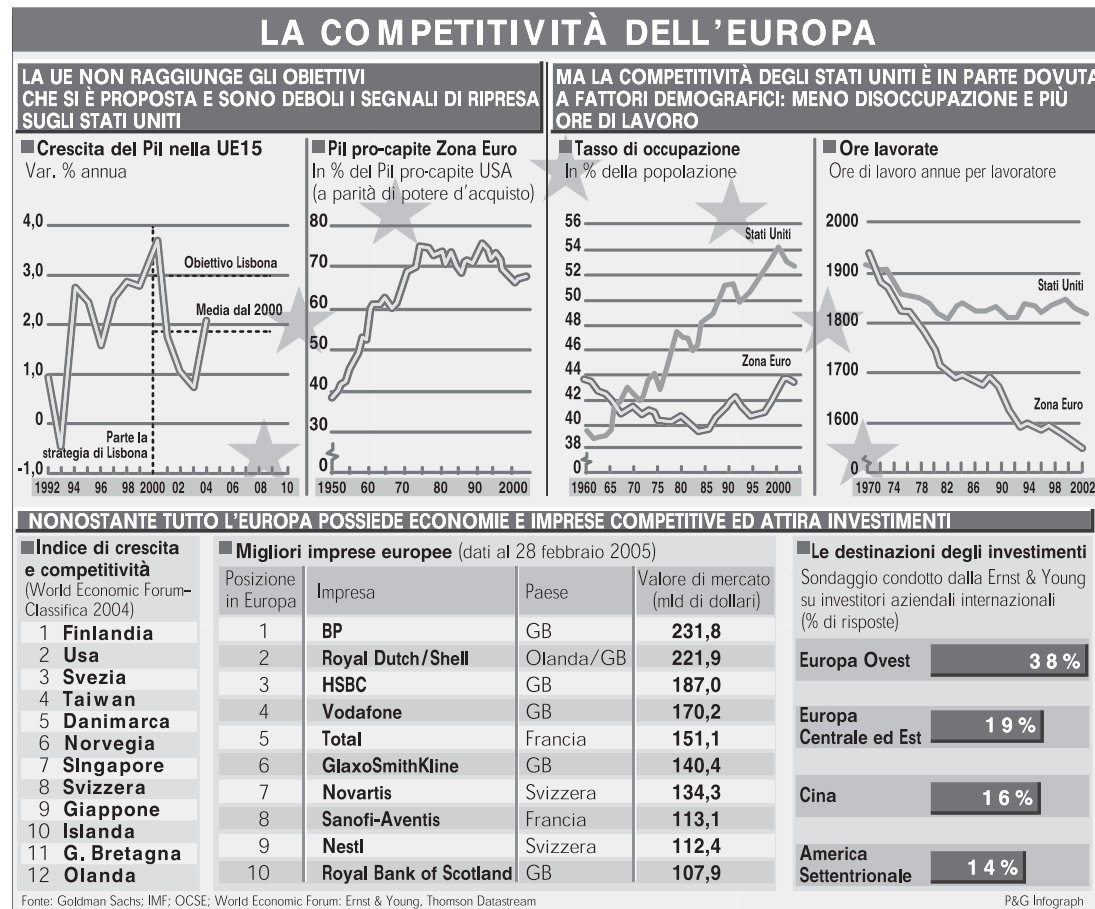 LA COMPETITIVITÀ DELL'EUROPA
LA UE NON RAGGIUNGE GLI OBIETTIVI
CHE SI È PROPOSTA E SONO DEBOLI I SEGNALI DI RIPRESA
SUGLI STATI UNITI
Crescita del Pil nella UE15
Var. % annua
4,0
3,0
2,0
1,0
0
-1,0
Obiettivo Lisbona
Media dal 2000
Parte la
strategia di Lisbona
1992 94 96 98 2000 02 04 06 08 10
Pil pro-capite Zona Euro
In % del Pil pro-capite USA
(a parità di potere d'acquisto)
80
70
60
50
40
30
0
1950 60 70 80 90 2000
MA LA COMPETITIVITÀ DEGLI STATI UNITI È IN PARTE DOVUTA
A FATTORI DEMOGRAFICI: MENO DISOCCUPAZIONE E PIÙ
ORE DI LAVORO
Tasso di occupazione
In % della popolazione
56
54
52
50
48
46
44
42
40
38
0
Stati Uniti
Zona Euro
1960 65 70 75 80 85 90 95 2000
Ore lavorate
Ore di lavoro annue per lavoratore
2000
1900
1800
1700
1600
0
Stati Uniti
Zona Euro
1970 74 78 82 86 90 94 98 2002
NONOSTANTE TUTTO L'EUROPA POSSIEDE ECONOMIE E IMPRESE COMPETITIVE ED ATTIRA INVESTIMENTI
Indice di crescita
e competitività
(World Economic Forum–
Classifica 2004)
1 Finlandia
2 Usa
3 Svezia
4 Taiwan
5 Danimarca
6 Norvegia
7 SIngapore
8 Svizzera
9 Giappone
10 Islanda
11 G. Bretagna
12 Olanda
Migliori imprese europee (dati al 28 febbraio 2005)
Posizione in Europa Impresa Paese Valore di mercato (mld di dollari)
1 BP GB 231,8
2 Royal Dutch/Shell Olanda/GB 221,9
3 HSBC GB 187,0
4 Vodafone GB 170,2
5 Total Francia 151,1
6 GlaxoSmithKline GB 140,4
7 Novartis Svizzera 134,3
8 Sanofi-Aventis Francia 113,1
9 Nestl Svizzera 112,4
10 Royal Bank of Scotland GB 107,9
Le destinazioni degli investimenti
Sondaggio condotto dalla Ernst & Young
su investitori aziendali internazionali
(% di risposte)
Europa Ovest 38%
Europa
Centrale ed Est 19%
Cina 16%
America
Settentrionale 14%
Fonte: Goldman Sachs; IMF; OCSE; World Economic Forum: Ernst & Young, Thomson Datastream
P&G Infograph